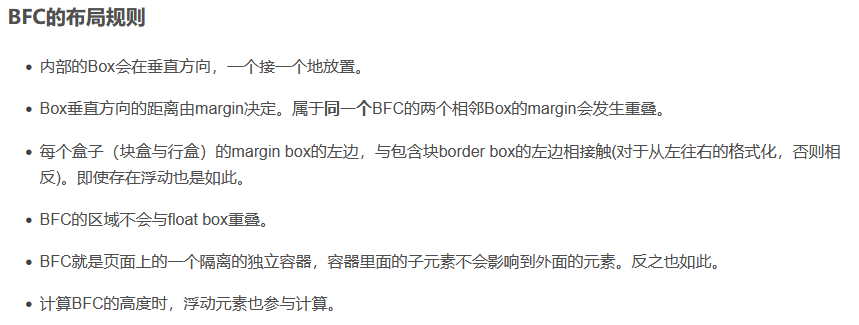 BFC的布局规则
内部的Box会在垂直方向，一个接一个地放置。
Box垂直方向的距离由margin决定。属于同一个BFC的两个相邻Box的margin会发生重叠。
每个盒子（块盒与行盒）的margin box的左边，与包含块border box的左边相接触(对于从左往右的格式化，否则相
反)。即使存在浮动也是如此。
BFC的区域不会与float box重叠。
BFC就是页面上的一个隔离的独立容器，容器里面的子元素不会影响到外面的元素。反之也如此。
计算BFC的高度时，浮动元素也参与计算。